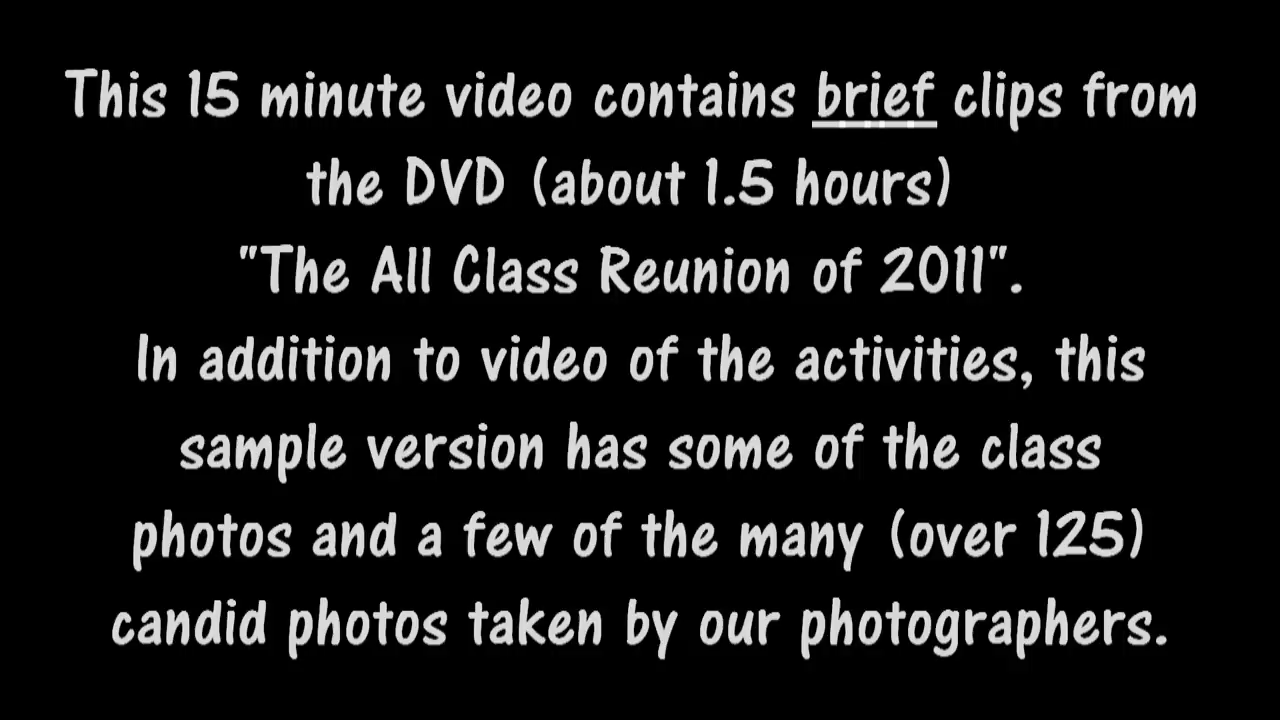 This 15 minute video contains brief clips from
the DVD (about 1.5 hours)
"The All Class Reunion of 2011".
In addition to video of the activities, this
sample version has some of the class
photos and a few of the many (over 125)
candid photos taken by our photographers.